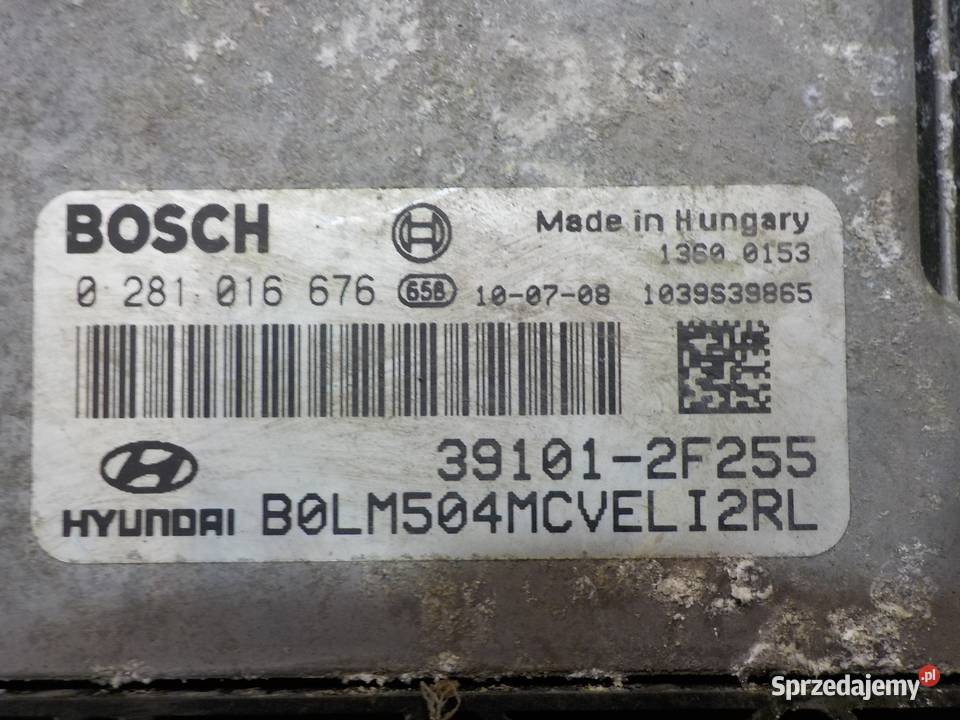 BOSCH
Made in Hungary
1360 0153
0 281 016 676 658 10-07-08 1039S39865
39101-2F255
HYUNDAI B0LM504MCVELI2RL
Sprzedajemy.pl